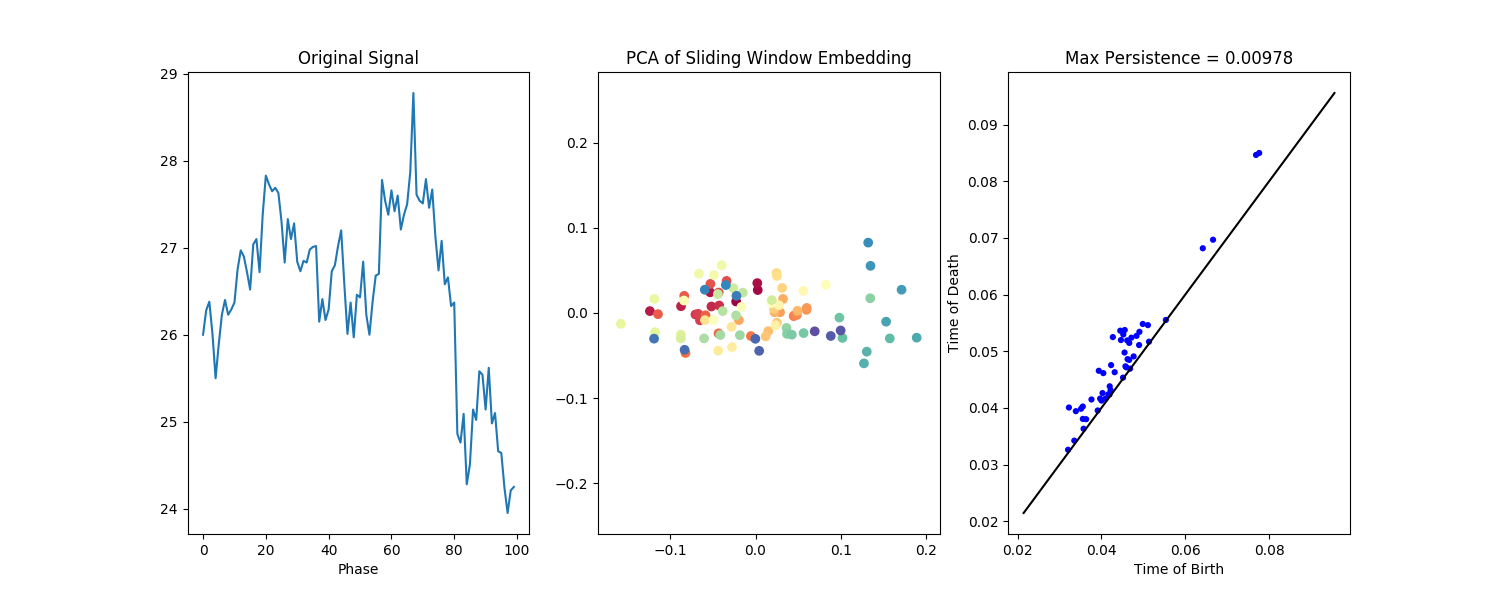 Original Signal
29
28
27
26
25
24
0 20 40 60 80 100
Phase
PCA of Sliding Window Embedding
0.2
0.1
0.0
−0.1
−0.2
−0.1 0.0 0.1 0.2
Max Persistence = 0.00978
Time of Death
0.09
0.08
0.07
0.06
0.05
0.04
0.03
0.02
0.02 0.04 0.06 0.08
Time of Birth